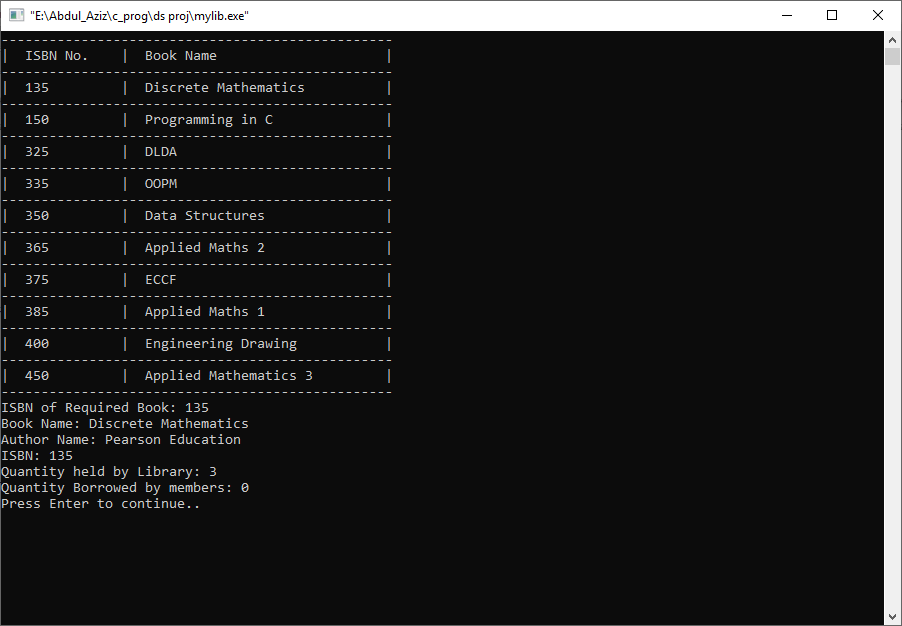 "E:\Abdul_Aziz\c_prog\ds proj\mylib.exe"
-------------------------------------------------
|  ISBN No.    |  Book Name                     |
-------------------------------------------------
|  135         |  Discrete Mathematics          |
-------------------------------------------------
|  150         |  Programming in C              |
-------------------------------------------------
|  325         |  DLDA                          |
-------------------------------------------------
|  335         |  OOPM                          |
-------------------------------------------------
|  350         |  Data Structures               |
-------------------------------------------------
|  365         |  Applied Maths 2               |
-------------------------------------------------
|  375         |  ECCF                          |
-------------------------------------------------
|  385         |  Applied Maths 1               |
-------------------------------------------------
|  400         |  Engineering Drawing           |
-------------------------------------------------
|  450         |  Applied Mathematics 3         |
-------------------------------------------------
ISBN of Required Book: 135
Book Name: Discrete Mathematics
Author Name: Pearson Education
ISBN: 135
Quantity held by Library: 3
Quantity Borrowed by members: 0
Press Enter to continue..